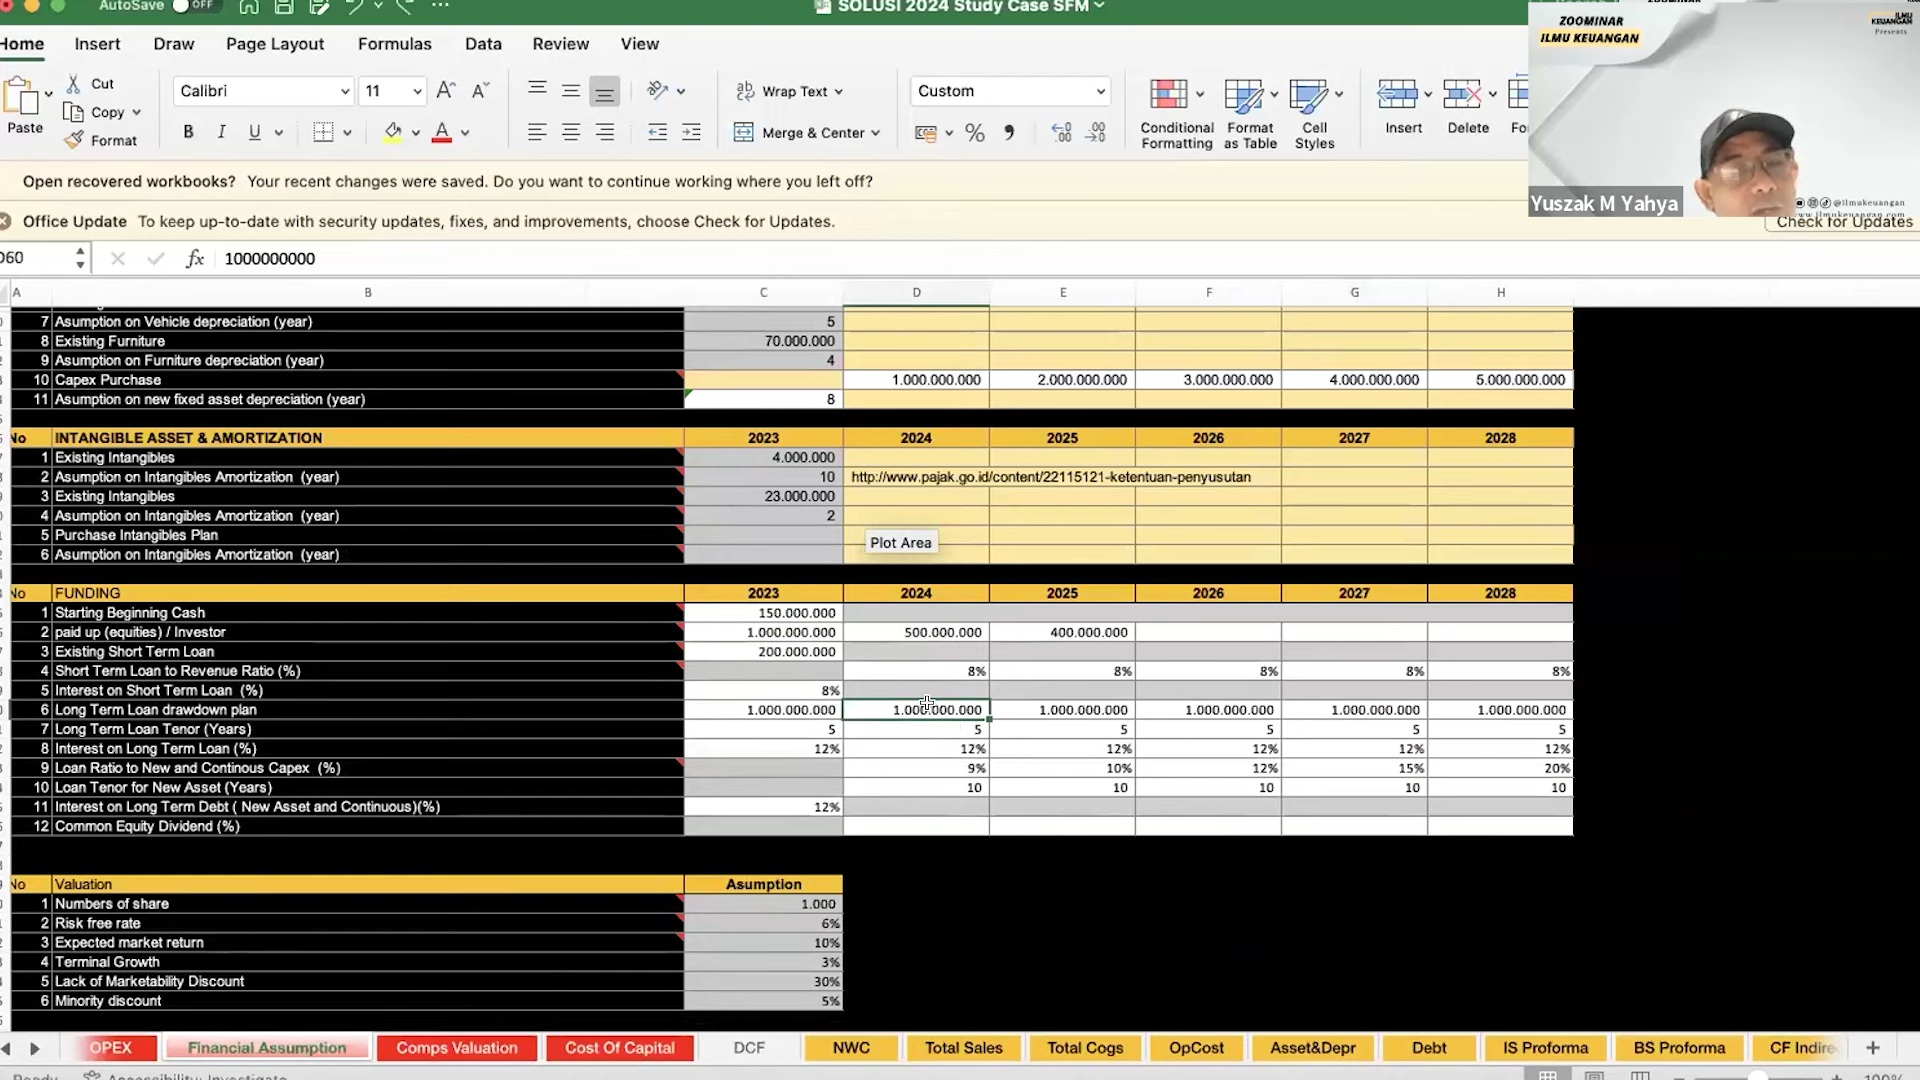 AutoSave OFF SOLUSI 2024 Study Case SFM
Home Insert Draw Page Layout Formulas Data Review View
Paste Cut Copy Format
Calibri 11
B I U
Wrap Text
Merge & Center
Custom
Conditional Formatting Format as Table Cell Styles Insert Delete
ZOOMINAR
ILMU KEUANGAN
ILMU
KEUANGAN
Presents
Yuszak M Yahya
@ilmukeuangan
www.ilmukeuangan.com
Open recovered workbooks? Your recent changes were saved. Do you want to continue working where you left off?
Office Update To keep up-to-date with security updates, fixes, and improvements, choose Check for Updates. Check for Updates
D60 fx 1000000000
A B C D E F G H
7 Asumption on Vehicle depreciation (year) 5
8 Existing Furniture 70.000.000
9 Asumption on Furniture depreciation (year) 4
10 Capex Purchase 1.000.000.000 2.000.000.000 3.000.000.000 4.000.000.000 5.000.000.000
11 Asumption on new fixed asset depreciation (year) 8
No INTANGIBLE ASSET & AMORTIZATION 2023 2024 2025 2026 2027 2028
1 Existing Intangibles 4.000.000
2 Asumption on Intangibles Amortization (year) 10 http://www.pajak.go.id/content/22115121-ketentuan-penyusutan
3 Existing Intangibles 23.000.000
4 Asumption on Intangibles Amortization (year) 2
5 Purchase Intangibles Plan
Plot Area
6 Asumption on Intangibles Amortization (year)
No FUNDING 2023 2024 2025 2026 2027 2028
1 Starting Beginning Cash 150.000.000
2 paid up (equities) / Investor 1.000.000.000 500.000.000 400.000.000
3 Existing Short Term Loan 200.000.000
4 Short Term Loan to Revenue Ratio (%) 8% 8% 8% 8% 8%
5 Interest on Short Term Loan (%) 8%
6 Long Term Loan drawdown plan 1.000.000.000 1.000.000.000 1.000.000.000 1.000.000.000 1.000.000.000 1.000.000.000
7 Long Term Loan Tenor (Years) 5 5 5 5 5 5
8 Interest on Long Term Loan (%) 12% 12% 12% 12% 12% 12%
9 Loan Ratio to New and Continous Capex (%) 9% 10% 12% 15% 20%
10 Loan Tenor for New Asset (Years) 10 10 10 10 10
11 Interest on Long Term Debt ( New Asset and Continuous)(%) 12%
12 Common Equity Dividend (%)
No Valuation Asumption
1 Numbers of share 1.000
2 Risk free rate 6%
3 Expected market return 10%
4 Terminal Growth 3%
5 Lack of Marketability Discount 30%
6 Minority discount 5%
OPEX Financial Assumption Comps Valuation Cost Of Capital DCF NWC Total Sales Total Cogs OpCost Asset&Depr Debt IS Proforma BS Proforma CF Indire
Ready Accessibility: Investigate 100%